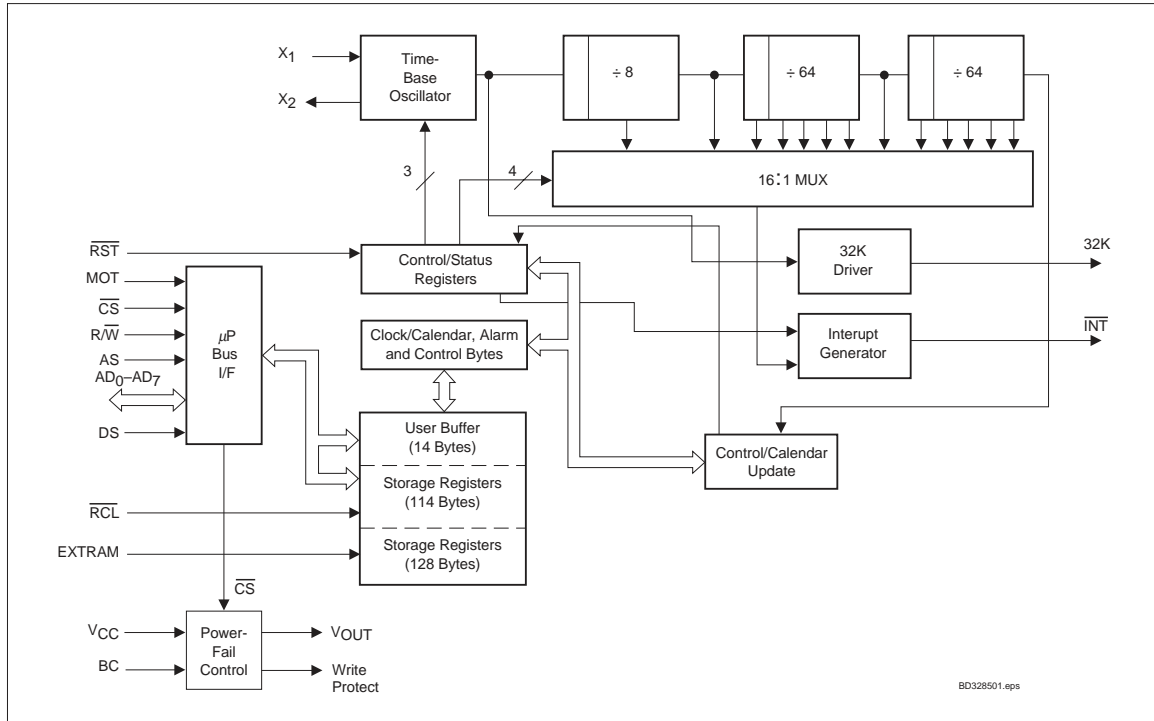 X1
X2
Time-
Base
Oscillator
÷ 8
÷ 64
÷ 64
3
4
16:1 MUX
RST
MOT
CS
R/W
AS
AD0–AD7
DS
µP
Bus
I/F
Control/Status
Registers
32K
Driver
32K
Clock/Calendar, Alarm
and Control Bytes
Interupt
Generator
INT
User Buffer
(14 Bytes)
Storage Registers
(114 Bytes)
Storage Registers
(128 Bytes)
Control/Calendar
Update
RCL
EXTRAM
CS
VCC
BC
Power-
Fail
Control
VOUT
Write
Protect
BD328501.eps